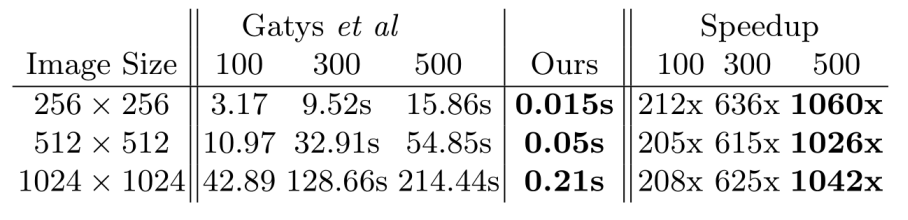 Gatys et al Speedup
Image Size 100 300 500 Ours 100 300 500
256 × 256 3.17 9.52s 15.86s 0.015s 212x 636x 1060x
512 × 512 10.97 32.91s 54.85s 0.05s 205x 615x 1026x
1024 × 1024 42.89 128.66s 214.44s 0.21s 208x 625x 1042x